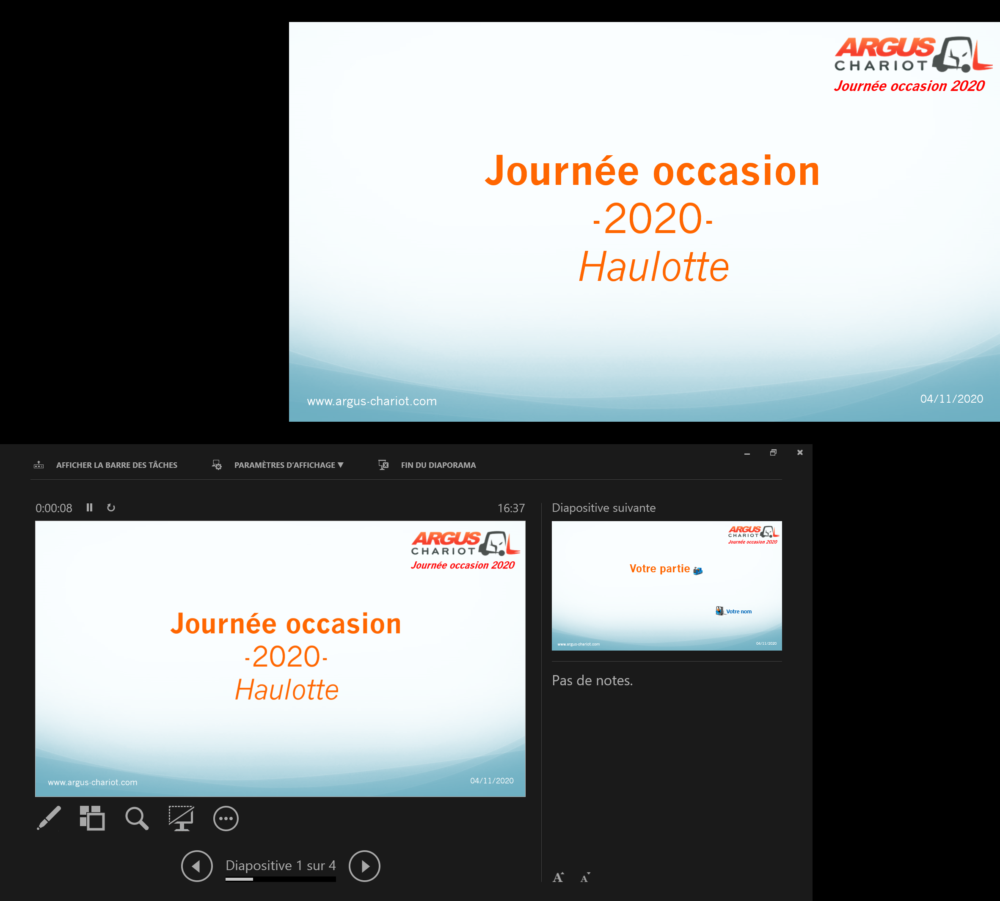 ARGUS
CHARIOT
Journée occasion 2020
Journée occasion
-2020-
Haulotte
www.argus-chariot.com
04/11/2020
AFFICHER LA BARRE DES TÂCHES
PARAMÈTRES D'AFFICHAGE ▼
FIN DU DIAPORAMA
0:00:08
16:37
ARGUS
CHARIOT
Journée occasion 2020
Journée occasion
-2020-
Haulotte
www.argus-chariot.com
04/11/2020
Diapositive 1 sur 4
Diapositive suivante
ARGUS
CHARIOT
Journée occasion 2020
Votre partie
Votre nom
www.argus-chariot.com
04/11/2020
Pas de notes.
A A